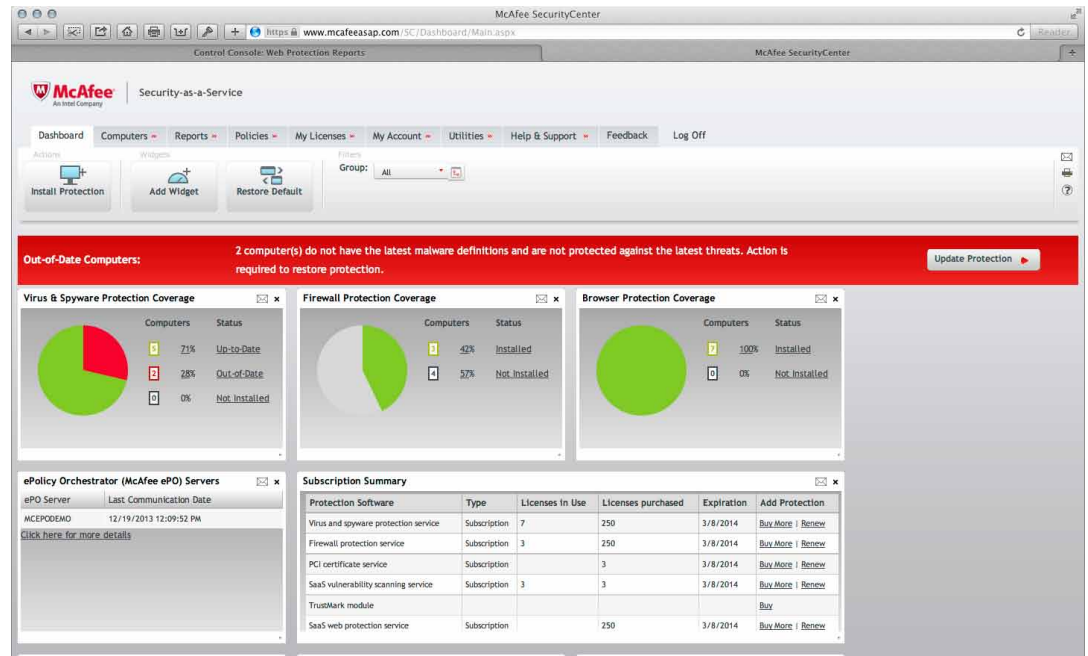 McAfee SecurityCenter
https www.mcafeeasap.com/SC/Dashboard/Main.aspx
Reader
Control Console: Web Protection Reports
McAfee SecurityCenter
McAfee
An Intel Company
Security-as-a-Service
Dashboard Computers Reports Policies My Licenses My Account Utilities Help & Support Feedback Log Off
Actions Widgets Filters
Install Protection Add Widget Restore Default Group: All
Out-of-Date Computers:
2 computer(s) do not have the latest malware definitions and are not protected against the latest threats. Action is
required to restore protection.
Update Protection
Virus & Spyware Protection Coverage
Computers Status
5 71% Up-to-Date
2 28% Out-of-Date
0 0% Not Installed
Firewall Protection Coverage
Computers Status
3 42% Installed
4 57% Not Installed
Browser Protection Coverage
Computers Status
7 100% Installed
0 0% Not Installed
ePolicy Orchestrator (McAfee ePO) Servers
ePO Server Last Communication Date
MCEPODEMO 12/19/2013 12:09:52 PM
Click here for more details
Subscription Summary
Protection Software Type Licenses in Use Licenses purchased Expiration Add Protection
Virus and spyware protection service Subscription 7 250 3/8/2014 Buy More | Renew
Firewall protection service Subscription 3 250 3/8/2014 Buy More | Renew
PCI certificate service Subscription 3 3/8/2014 Buy More | Renew
SaaS vulnerability scanning service Subscription 3 3 3/8/2014 Buy More | Renew
TrustMark module Buy
SaaS web protection service Subscription 250 3/8/2014 Buy More | Renew